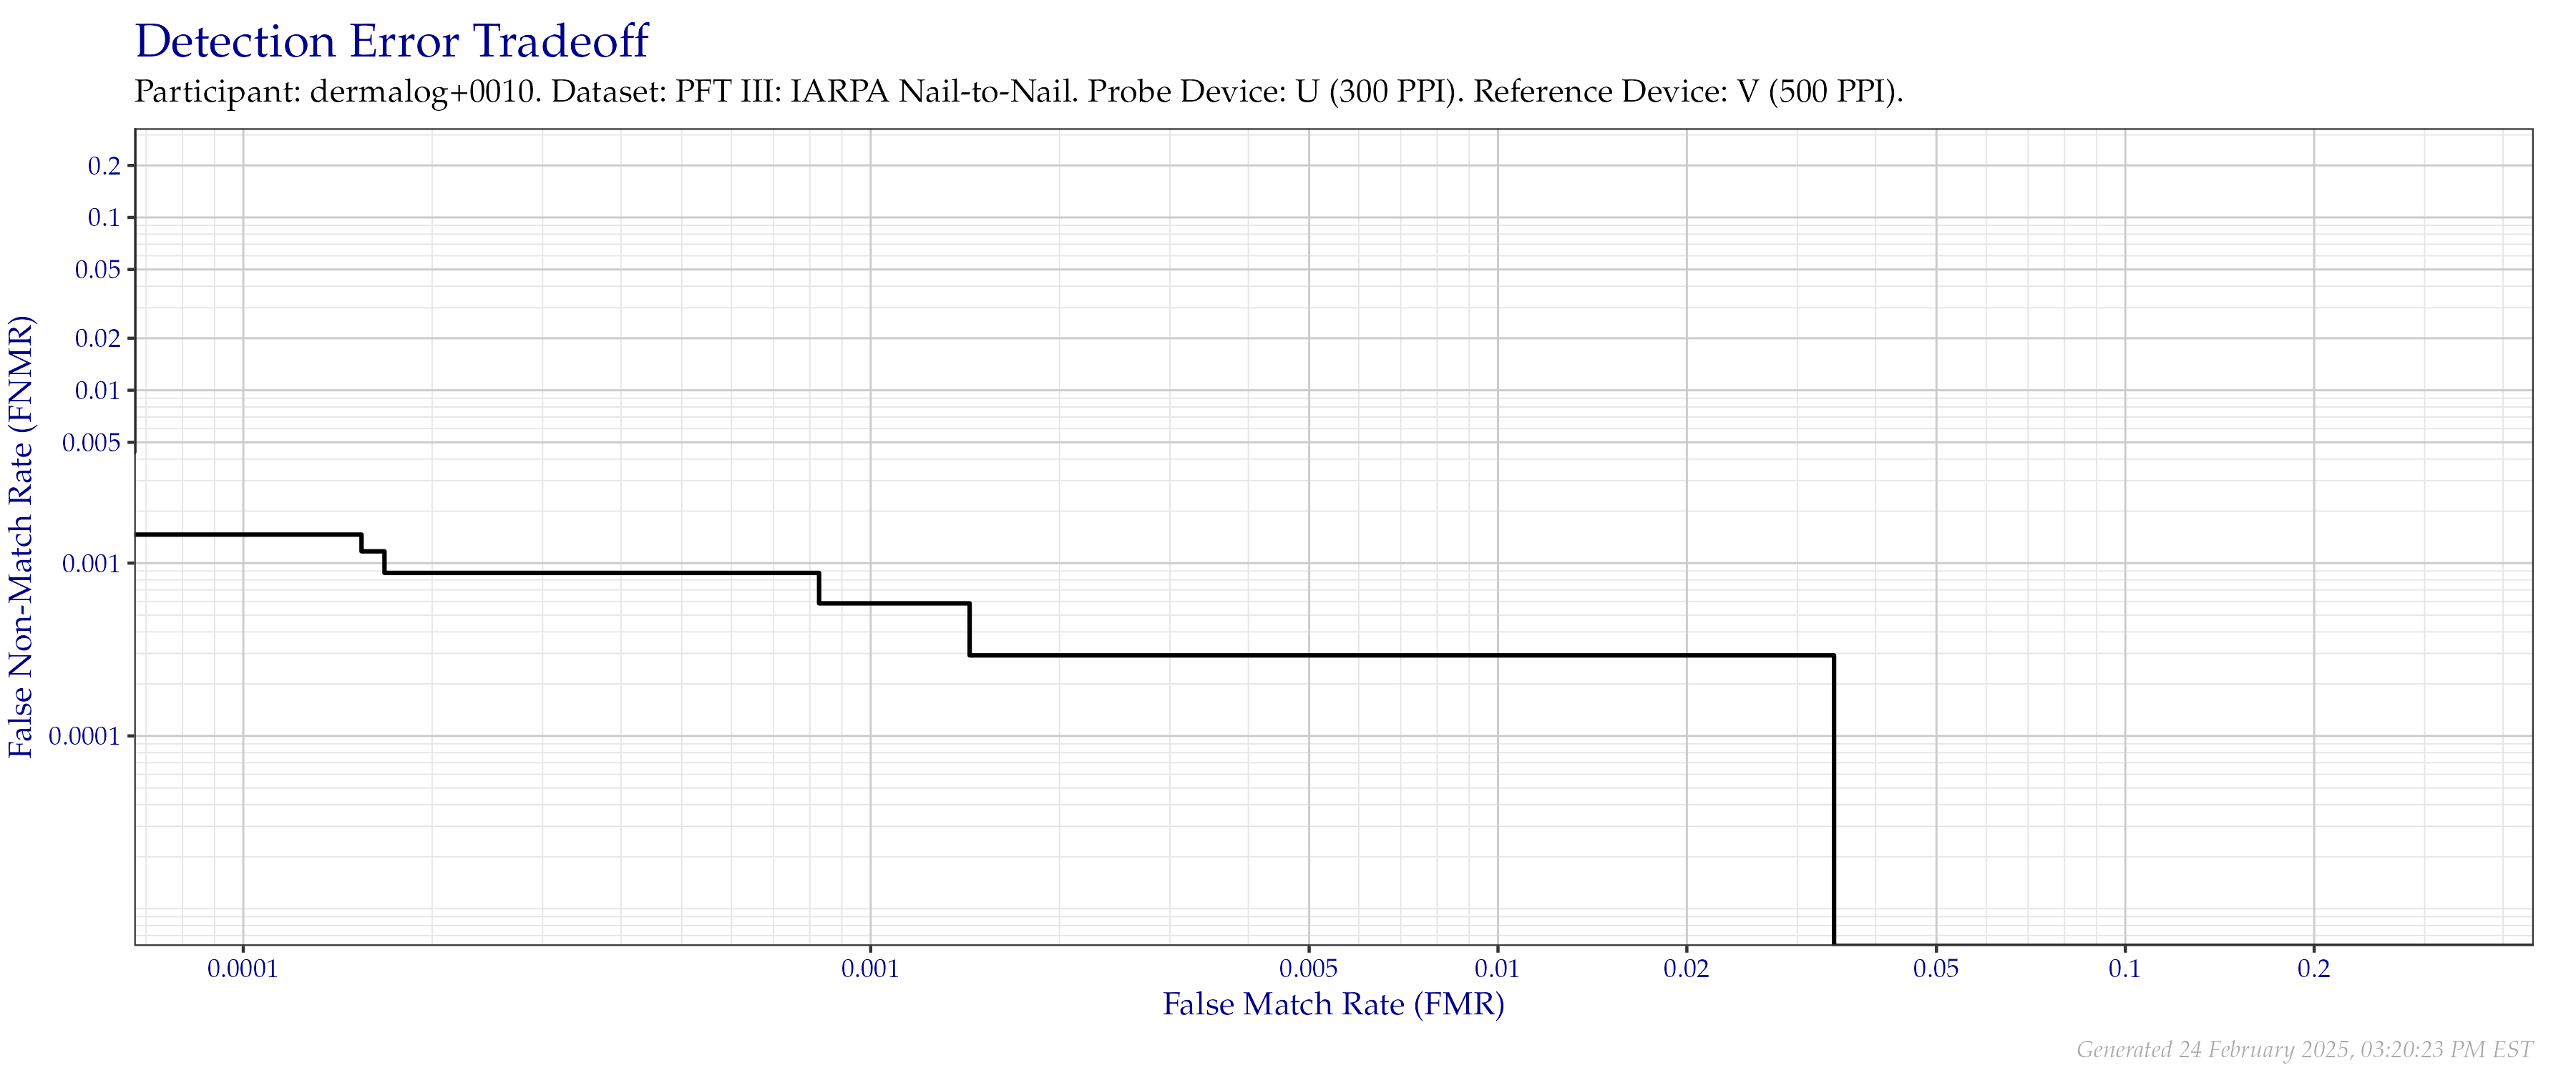 Detection Error Tradeoff
Participant: dermalog+0010. Dataset: PFT III: IARPA Nail-to-Nail. Probe Device: U (300 PPI). Reference Device: V (500 PPI).
False Non-Match Rate (FNMR)
0.2
0.1
0.05
0.02
0.01
0.005
0.001
0.0001
0.0001 0.001 0.005 0.01 0.02 0.05 0.1 0.2
False Match Rate (FMR)
Generated 24 February 2025, 03:20:23 PM EST